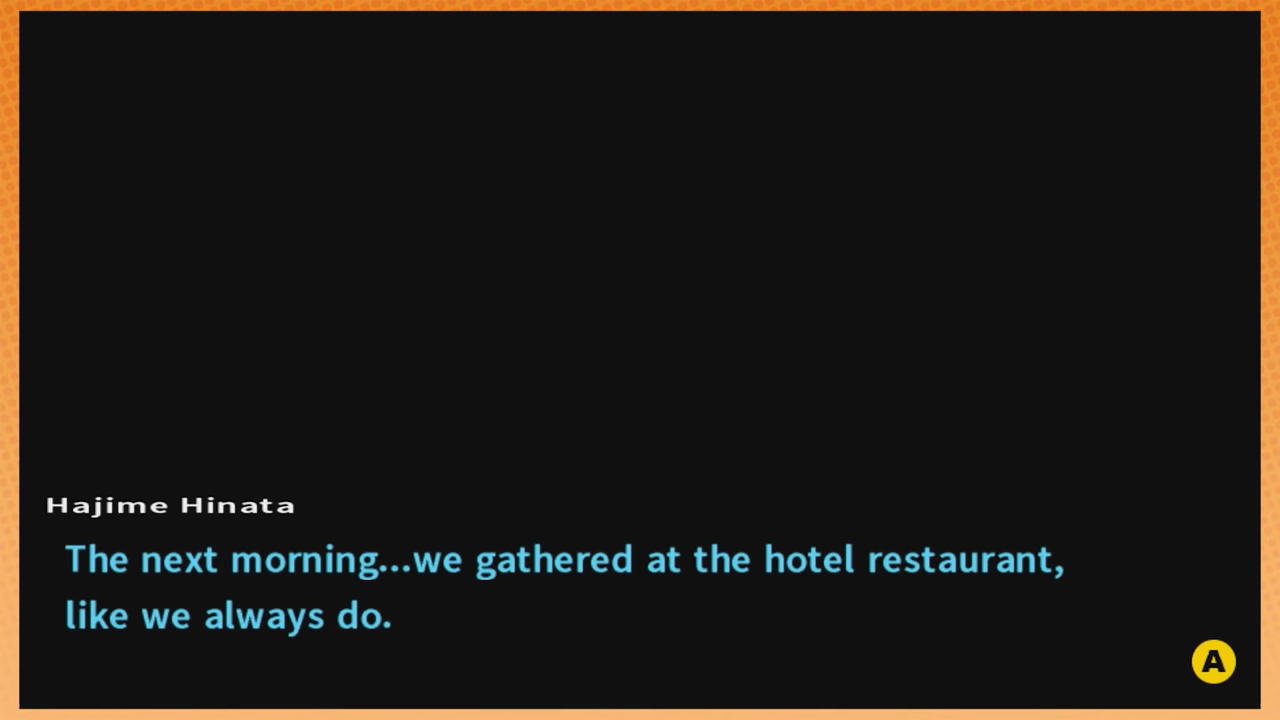 Hajime Hinata
The next morning...we gathered at the hotel restaurant,
like we always do.
A